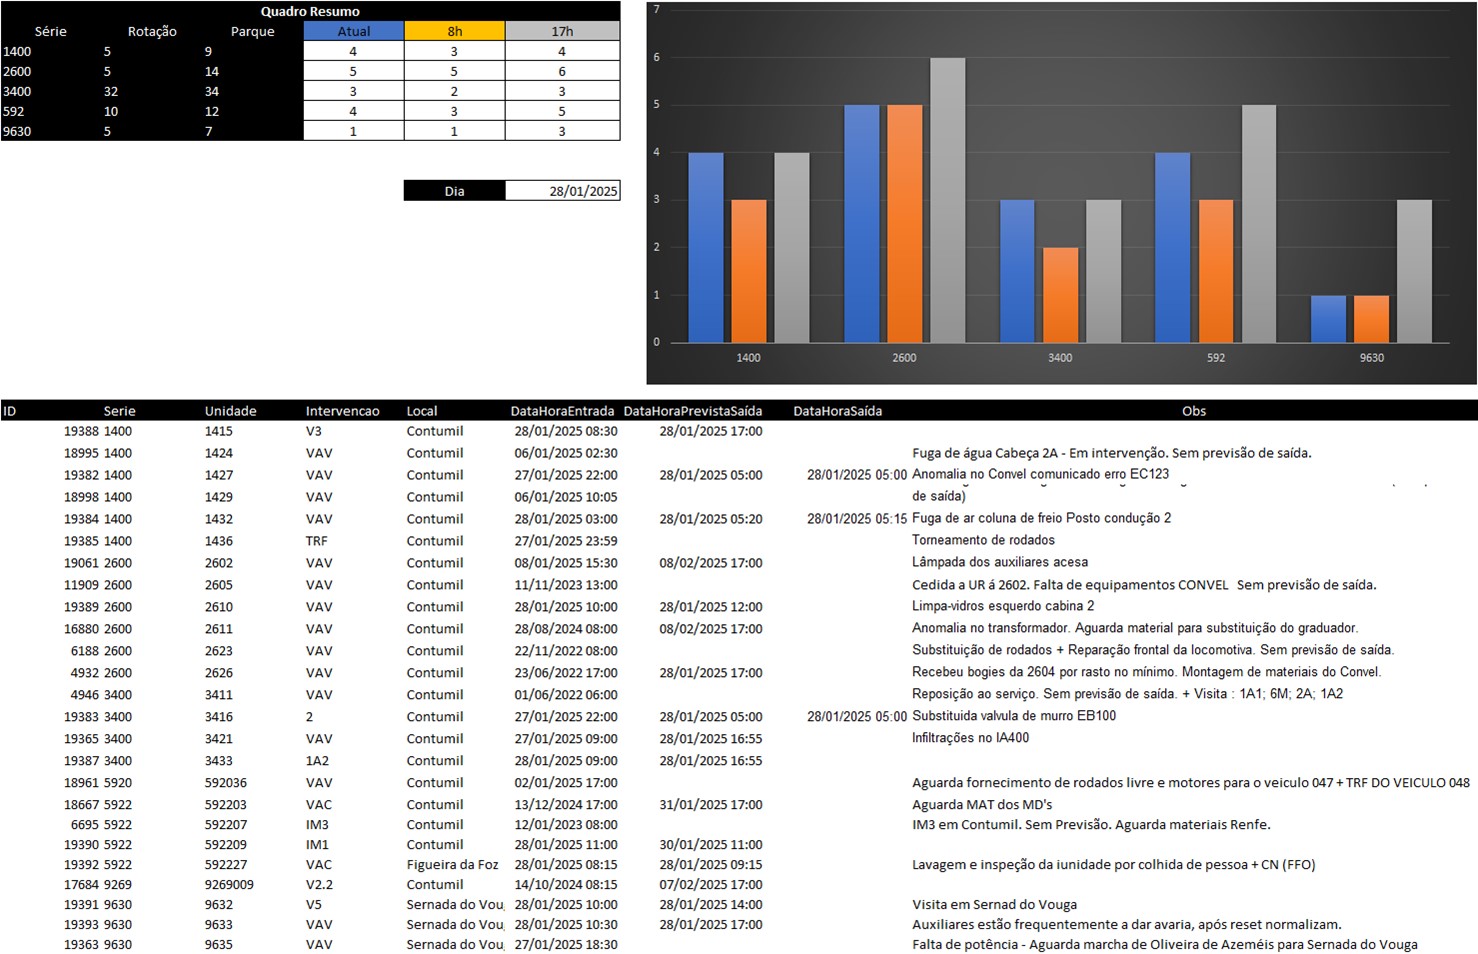 Quadro Resumo
Série Rotação Parque Atual 8h 17h
1400 5 9 4 3 4
2600 5 14 5 5 6
3400 32 34 3 2 3
592 10 12 4 3 5
9630 5 7 1 1 3
Dia 28/01/2025
7
6
5
4
3
2
1
0
1400 2600 3400 592 9630
ID Serie Unidade Intervencao Local DataHoraEntrada DataHoraPrevistaSaída DataHoraSaída Obs
19388 1400 1415 V3 Contumil 28/01/2025 08:30 28/01/2025 17:00
18995 1400 1424 VAV Contumil 06/01/2025 02:30 Fuga de água Cabeça 2A - Em intervenção. Sem previsão de saída.
19382 1400 1427 VAV Contumil 27/01/2025 22:00 28/01/2025 05:00 28/01/2025 05:00 Anomalia no Convel comunicado erro EC123
18998 1400 1429 VAV Contumil 06/01/2025 10:05 de saída)
19384 1400 1432 VAV Contumil 28/01/2025 03:00 28/01/2025 05:20 28/01/2025 05:15 Fuga de ar coluna de freio Posto condução 2
19385 1400 1436 TRF Contumil 27/01/2025 23:59 Torneamento de rodados
19061 2600 2602 VAV Contumil 08/01/2025 15:30 08/02/2025 17:00 Lâmpada dos auxiliares acesa
11909 2600 2605 VAV Contumil 11/11/2023 13:00 Cedida a UR á 2602. Falta de equipamentos CONVEL Sem previsão de saída.
19389 2600 2610 VAV Contumil 28/01/2025 10:00 28/01/2025 12:00 Limpa-vidros esquerdo cabina 2
16880 2600 2611 VAV Contumil 28/08/2024 08:00 08/02/2025 17:00 Anomalia no transformador. Aguarda material para substituição do graduador.
6188 2600 2623 VAV Contumil 22/11/2022 08:00 Substituição de rodados + Reparação frontal da locomotiva. Sem previsão de saída.
4932 2600 2626 VAV Contumil 23/06/2022 17:00 28/01/2025 17:00 Recebeu bogies da 2604 por rasto no mínimo. Montagem de materiais do Convel.
4946 3400 3411 VAV Contumil 01/06/2022 06:00 Reposição ao serviço. Sem previsão de saída. + Visita : 1A1; 6M; 2A; 1A2
19383 3400 3416 2 Contumil 27/01/2025 22:00 28/01/2025 05:00 28/01/2025 05:00 Substituida valvula de murro EB100
19365 3400 3421 VAV Contumil 27/01/2025 09:00 28/01/2025 16:55 Infiltrações no IA400
19387 3400 3433 1A2 Contumil 28/01/2025 09:00 28/01/2025 16:55
18961 5920 592036 VAV Contumil 02/01/2025 17:00 Aguarda fornecimento de rodados livre e motores para o veiculo 047 + TRF DO VEICULO 048
18667 5922 592203 VAC Contumil 13/12/2024 17:00 31/01/2025 17:00 Aguarda MAT dos MD's
6695 5922 592207 IM3 Contumil 12/01/2023 08:00 IM3 em Contumil. Sem Previsão. Aguarda materiais Renfe.
19390 5922 592209 IM1 Contumil 28/01/2025 11:00 30/01/2025 11:00
19392 5922 592227 VAC Figueira da Foz 28/01/2025 08:15 28/01/2025 09:15 Lavagem e inspeção da iunidade por colhida de pessoa + CN (FFO)
17684 9269 9269009 V2.2 Contumil 14/10/2024 08:15 07/02/2025 17:00
19391 9630 9632 V5 Sernada do Vou 28/01/2025 10:00 28/01/2025 14:00 Visita em Sernad do Vouga
19393 9630 9633 VAV Sernada do Vou 28/01/2025 10:30 28/01/2025 17:00 Auxiliares estão frequentemente a dar avaria, após reset normalizam.
19363 9630 9635 VAV Sernada do Vou 27/01/2025 18:30 Falta de potência - Aguarda marcha de Oliveira de Azeméis para Sernada do Vouga